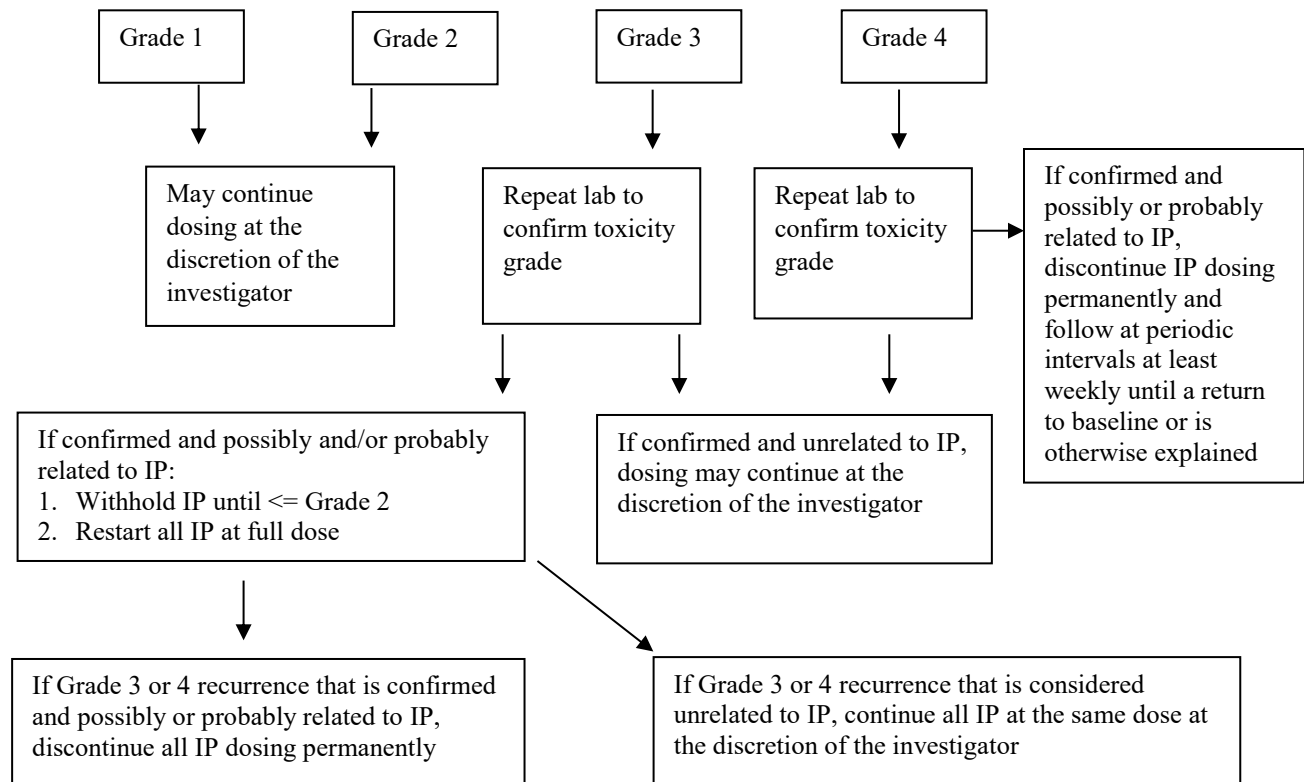 Grade 1
Grade 2
Grade 3
Grade 4
May continue
dosing at the
discretion of the
investigator
Repeat lab to
confirm toxicity
grade
Repeat lab to
confirm toxicity
grade
If confirmed and
possibly or probably
related to IP,
discontinue IP dosing
permanently and
follow at periodic
intervals at least
weekly until a return
to baseline or is
otherwise explained
If confirmed and possibly and/or probably
related to IP:
1. Withhold IP until <= Grade 2
2. Restart all IP at full dose
If confirmed and unrelated to IP,
dosing may continue at the
discretion of the investigator
If Grade 3 or 4 recurrence that is confirmed
and possibly or probably related to IP,
discontinue all IP dosing permanently
If Grade 3 or 4 recurrence that is considered
unrelated to IP, continue all IP at the same dose at
the discretion of the investigator